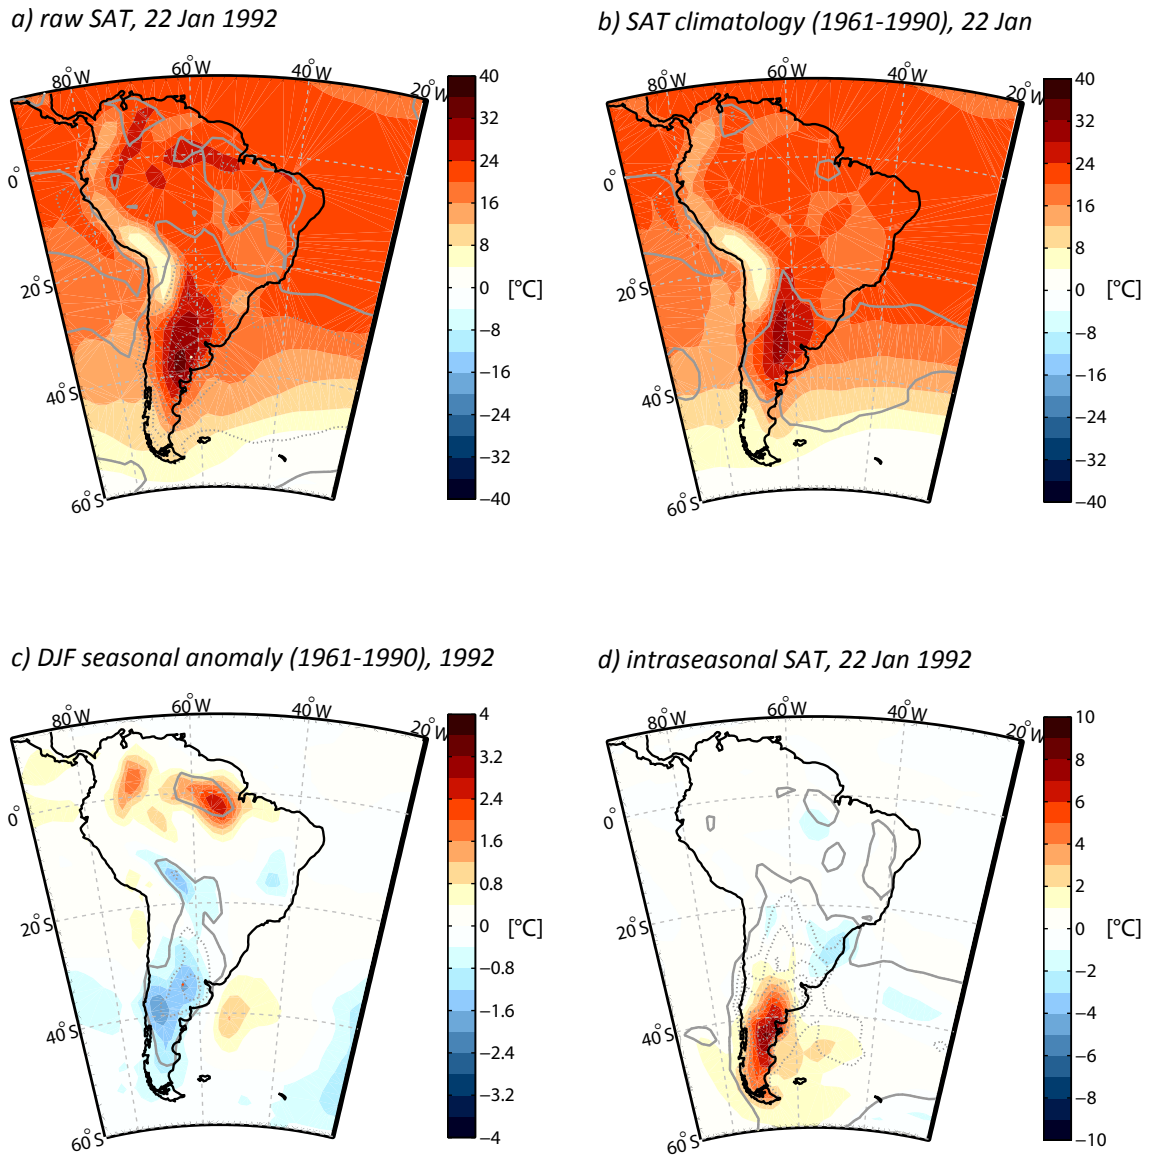 a) raw SAT, 22 Jan 1992
80°W 60°W 40°W 20°W
0°
20°S
40°S
60°S
40
32
24
16
8
0
−8
−16
−24
−32
−40
[°C]
b) SAT climatology (1961-1990), 22 Jan
80°W 60°W 40°W 20°W
0°
20°S
40°S
60°S
40
32
24
16
8
0
−8
−16
−24
−32
−40
[°C]
c) DJF seasonal anomaly (1961-1990), 1992
80°W 60°W 40°W 20°W
0°
20°S
40°S
60°S
4
3.2
2.4
1.6
0.8
0
−0.8
−1.6
−2.4
−3.2
−4
[°C]
d) intraseasonal SAT, 22 Jan 1992
80°W 60°W 40°W 20°W
0°
20°S
40°S
60°S
10
8
6
4
2
0
−2
−4
−6
−8
−10
[°C]